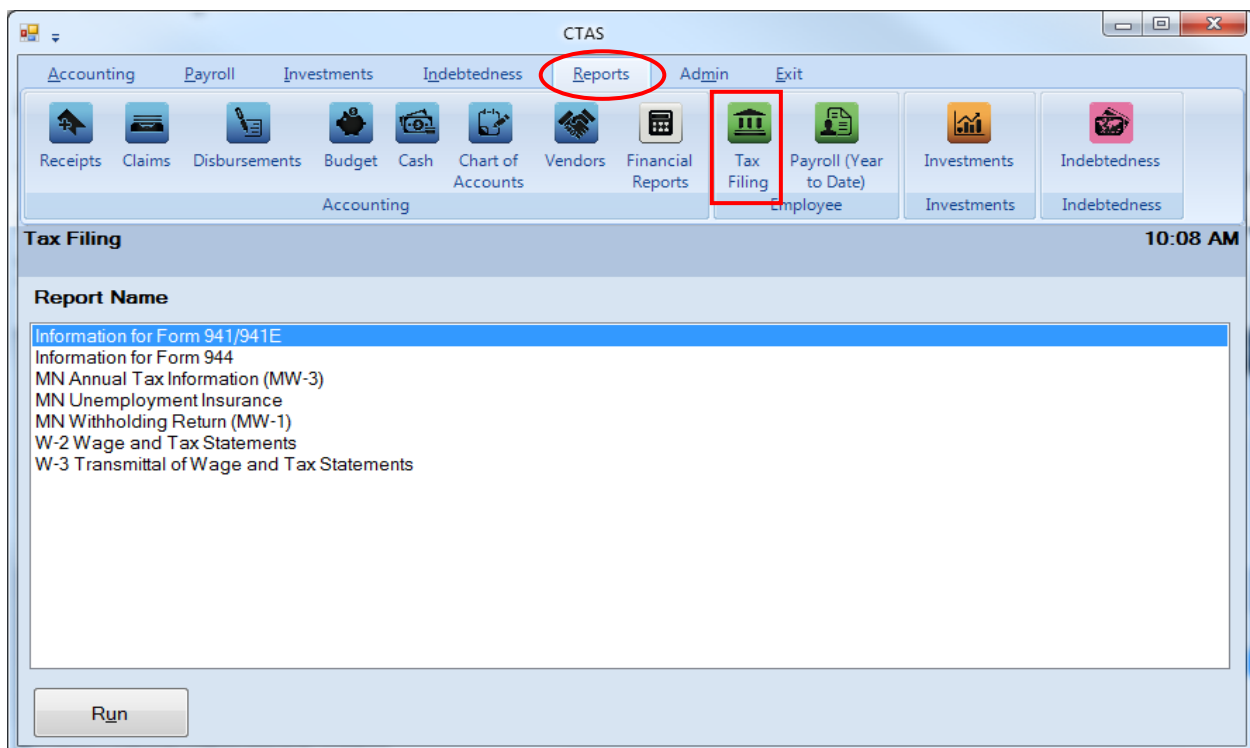 CTAS
Accounting Payroll Investments Indebtedness Reports Admin Exit
Receipts Claims Disbursements Budget Cash Chart of Accounts Vendors Financial Reports Tax Filing Payroll (Year to Date) Investments Indebtedness
Accounting Employee Investments Indebtedness
Tax Filing 10:08 AM
Report Name
Information for Form 941/941E
Information for Form 944
MN Annual Tax Information (MW-3)
MN Unemployment Insurance
MN Withholding Return (MW-1)
W-2 Wage and Tax Statements
W-3 Transmittal of Wage and Tax Statements
Run